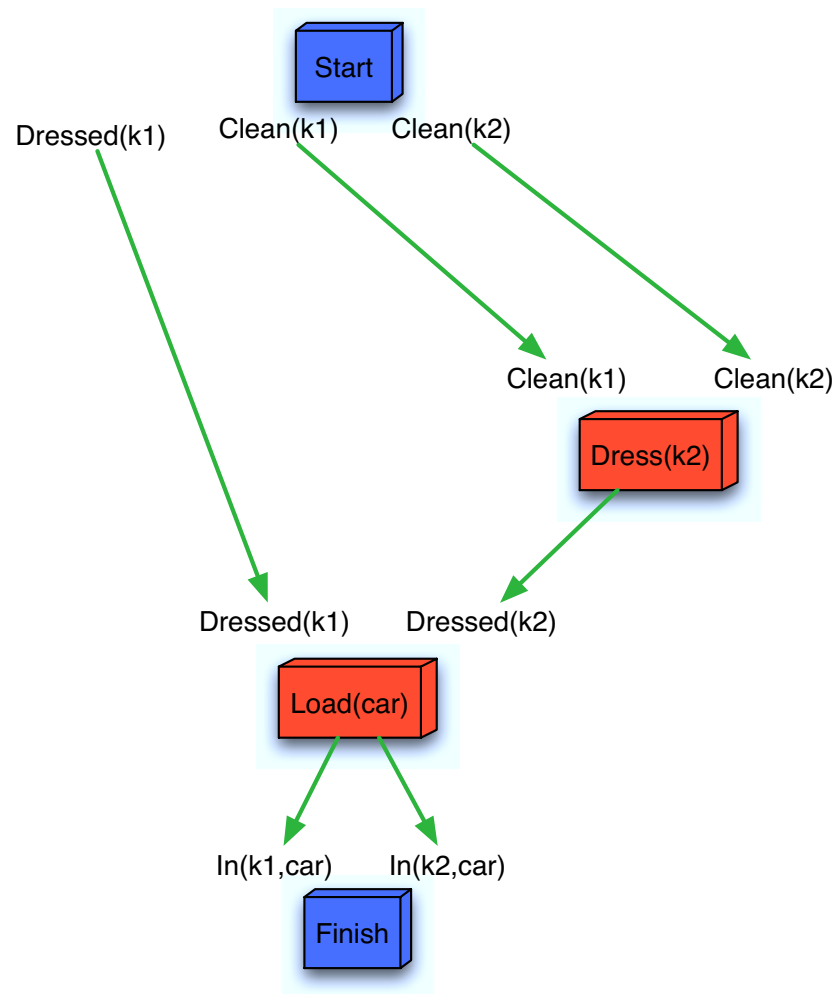 Start
Dressed(k1) Clean(k1) Clean(k2)
Clean(k1) Clean(k2)
Dress(k2)
Dressed(k1) Dressed(k2)
Load(car)
In(k1,car) In(k2,car)
Finish